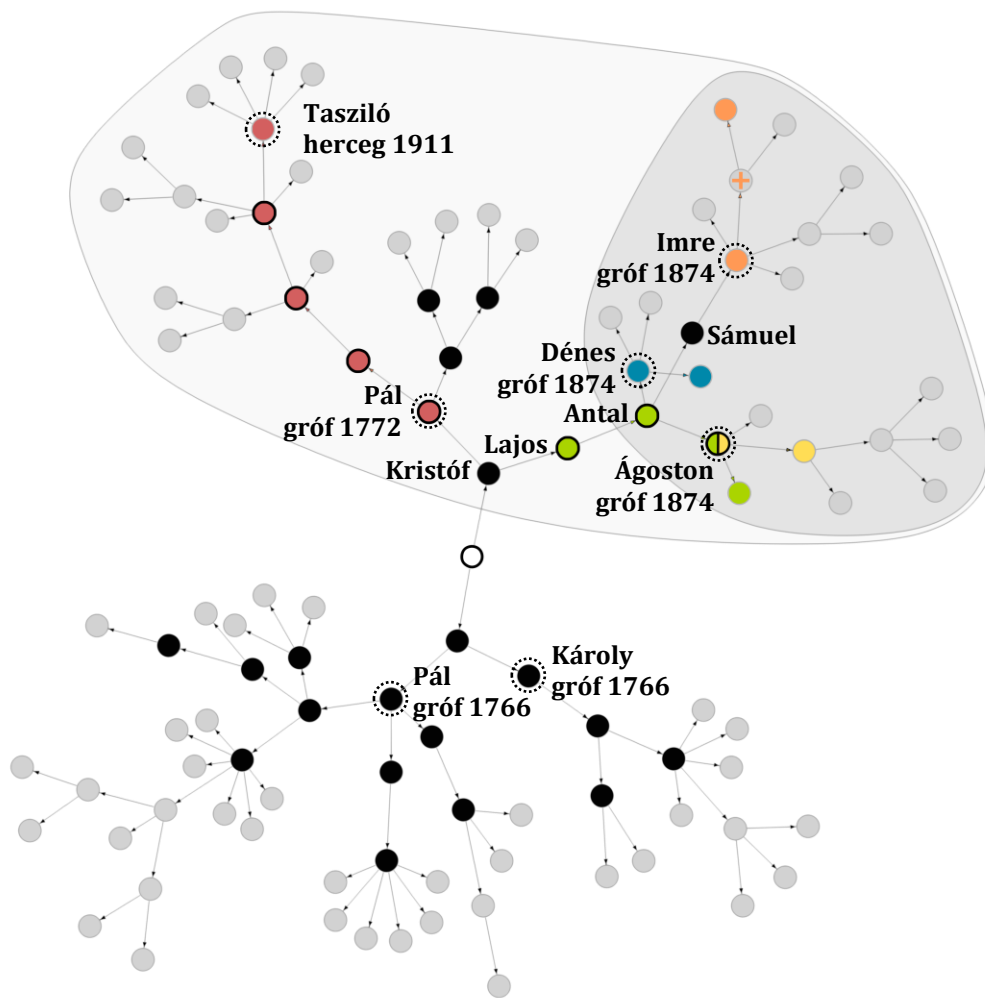 Tasziló
herceg 1911
Imre
gróf 1874
Sámuel
Dénes
gróf 1874
Pál
gróf 1772
Antal
Lajos
Kristóf
Ágoston
gróf 1874
Károly
gróf 1766
Pál
gróf 1766